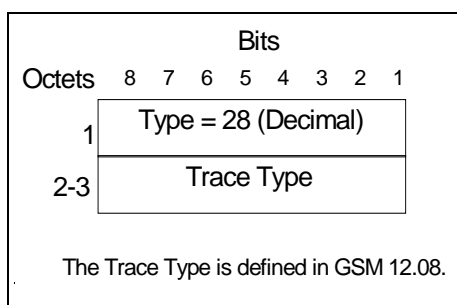 Bits
Octets 8 7 6 5 4 3 2 1
1 Type = 28 (Decimal)
2-3 Trace Type
The Trace Type is defined in GSM 12.08.